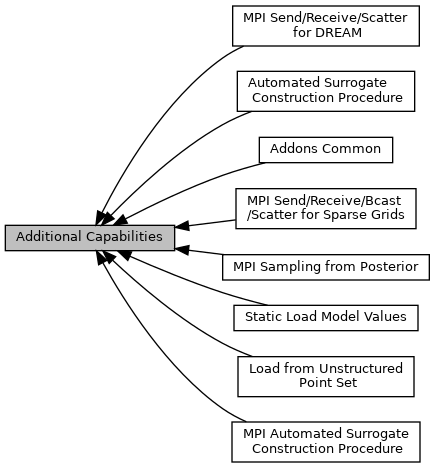 MPI Send/Receive/Scatter
for DREAM
Automated Surrogate
Construction Procedure
Addons Common
MPI Send/Receive/Bcast
/Scatter for Sparse Grids
Additional Capabilities
MPI Sampling from Posterior
Static Load Model Values
Load from Unstructured
Point Set
MPI Automated Surrogate
Construction Procedure